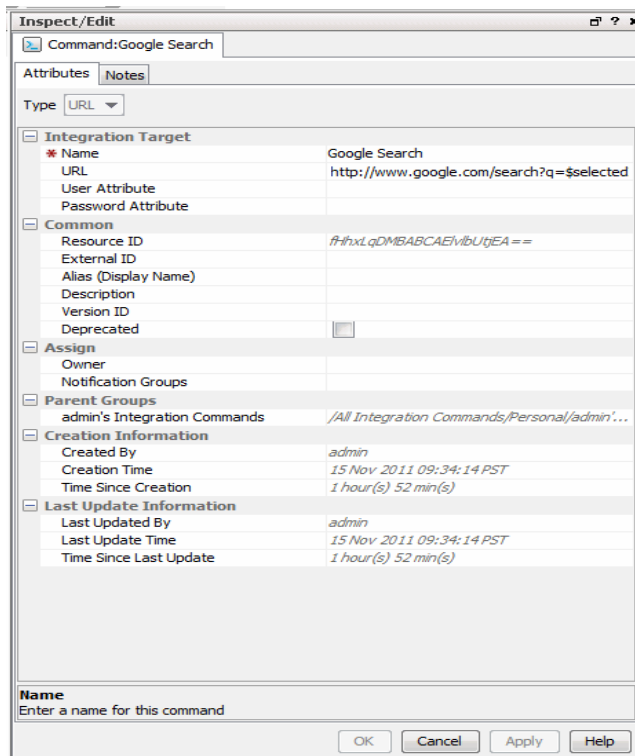 Inspect/Edit
Command:Google Search
Attributes Notes
Type URL
Integration Target
* Name Google Search
URL http://www.google.com/search?q=$selected
User Attribute
Password Attribute
Common
Resource ID fHhxLqDMBABCAElvlbUtjEA==
External ID
Alias (Display Name)
Description
Version ID
Deprecated
Assign
Owner
Notification Groups
Parent Groups
admin's Integration Commands /All Integration Commands/Personal/admin'...
Creation Information
Created By admin
Creation Time 15 Nov 2011 09:34:14 PST
Time Since Creation 1 hour(s) 52 min(s)
Last Update Information
Last Updated By admin
Last Update Time 15 Nov 2011 09:34:14 PST
Time Since Last Update 1 hour(s) 52 min(s)
Name
Enter a name for this command
OK Cancel Apply Help